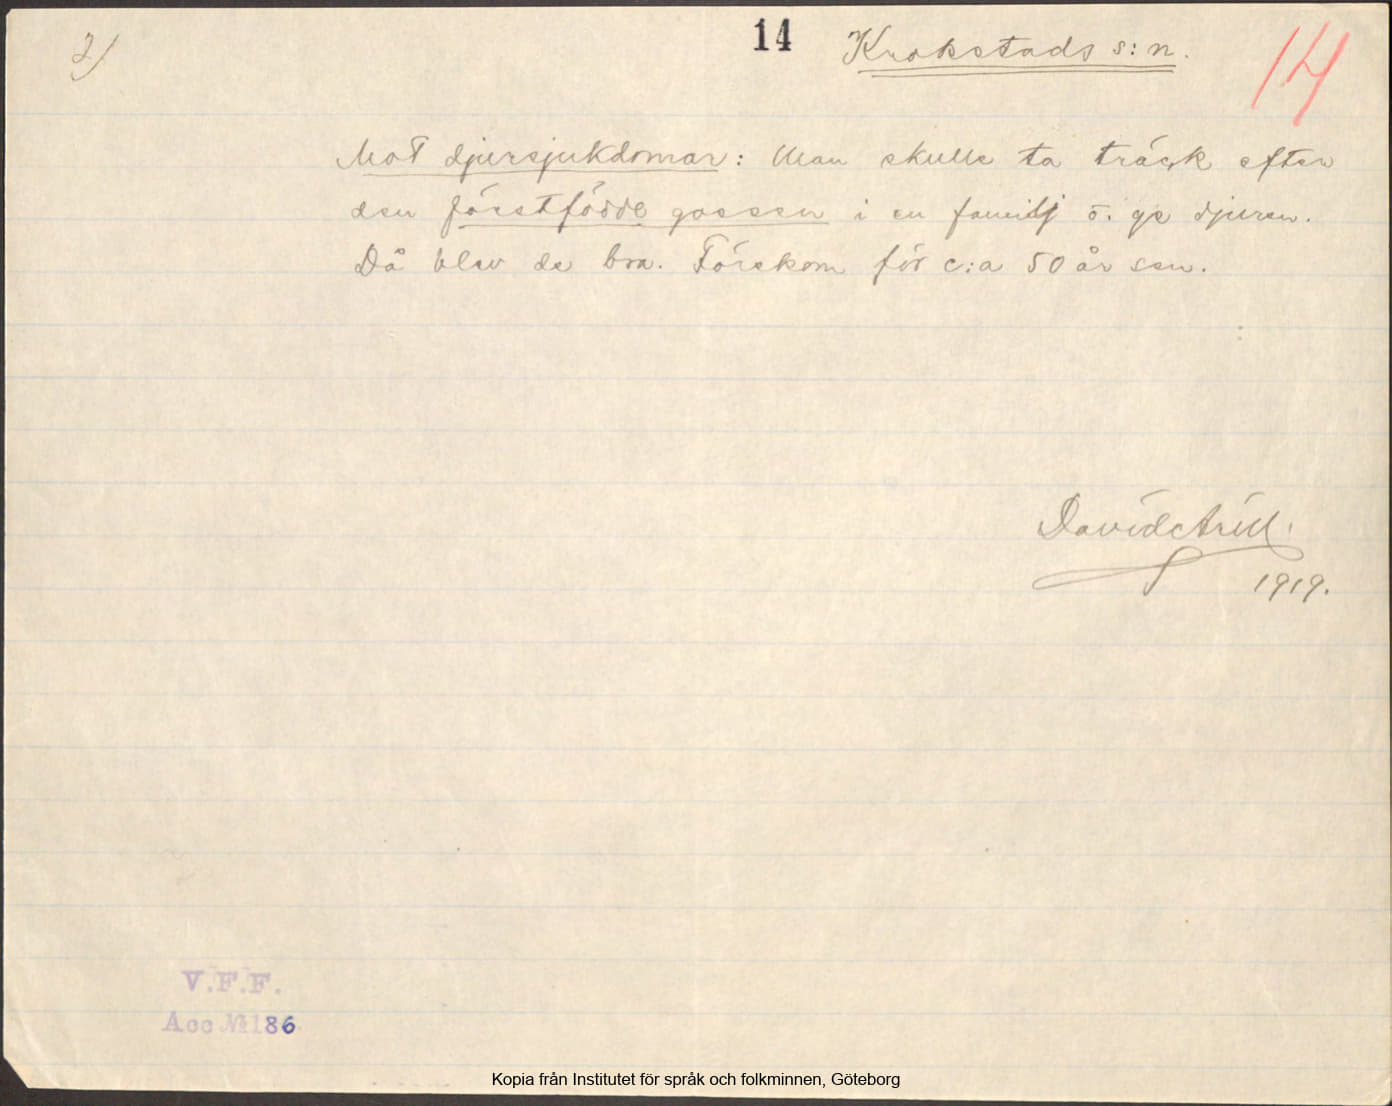 2/
14 Krokstads s:n. 14
Mot djursjukdomar: Man skulle ta träck efter
den förstfödde gossen i en familj o. ge djuren.
Då blev de bra. Förekom för c:a 50 år sen.
David Arill.
1919.
V.F.F.
Acc № 186
Kopia från Institutet för språk och folkminnen, Göteborg